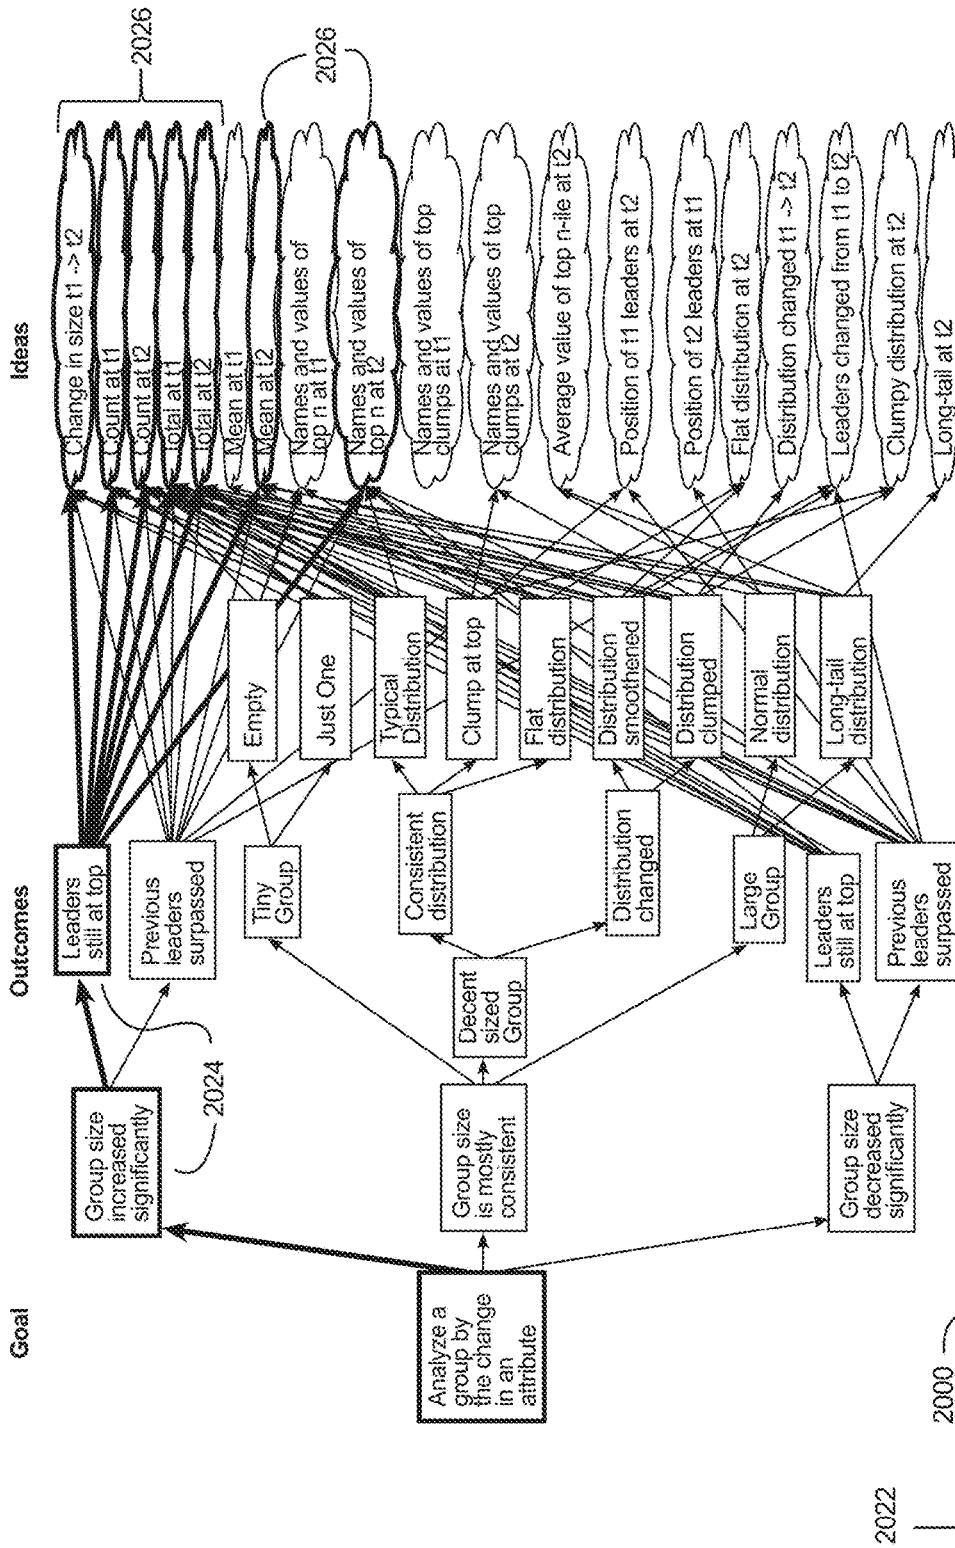 Goal
Outcomes
Ideas
Analyze a
group by
the change
in an
attribute
Group size
increased
significantly
2024
Group size
is mostly
consistent
Group size
decreased
significantly
Leaders
still at top
Previous
leaders
surpassed
Tiny
Group
Decent
sized
Group
Consistent
distribution
Distribution
changed
Large
Group
Leaders
still at top
Previous
leaders
surpassed
Empty
Just One
Typical
Distribution
Clump at top
Flat
distribution
Distribution
smoothened
Distribution
clumped
Normal
distribution
Long-tail
distribution
2026
Change in size t1 -> t2
Count at t1
Count at t2
Total at t1
Total at t2
Mean at t1
Mean at t2
2026
Names and values of
top n at t1
Names and values of
top n at t2
Names and values of top
clumps at t1
Names and values of top
clumps at t2
Average value of top n-ile at t2
Position of t1 leaders at t2
Position of t2 leaders at t1
Flat distribution at t2
Distribution changed t1 -> t2
Leaders changed from t1 to t2
Clumpy distribution at t2
Long-tail at t2
2022
2000